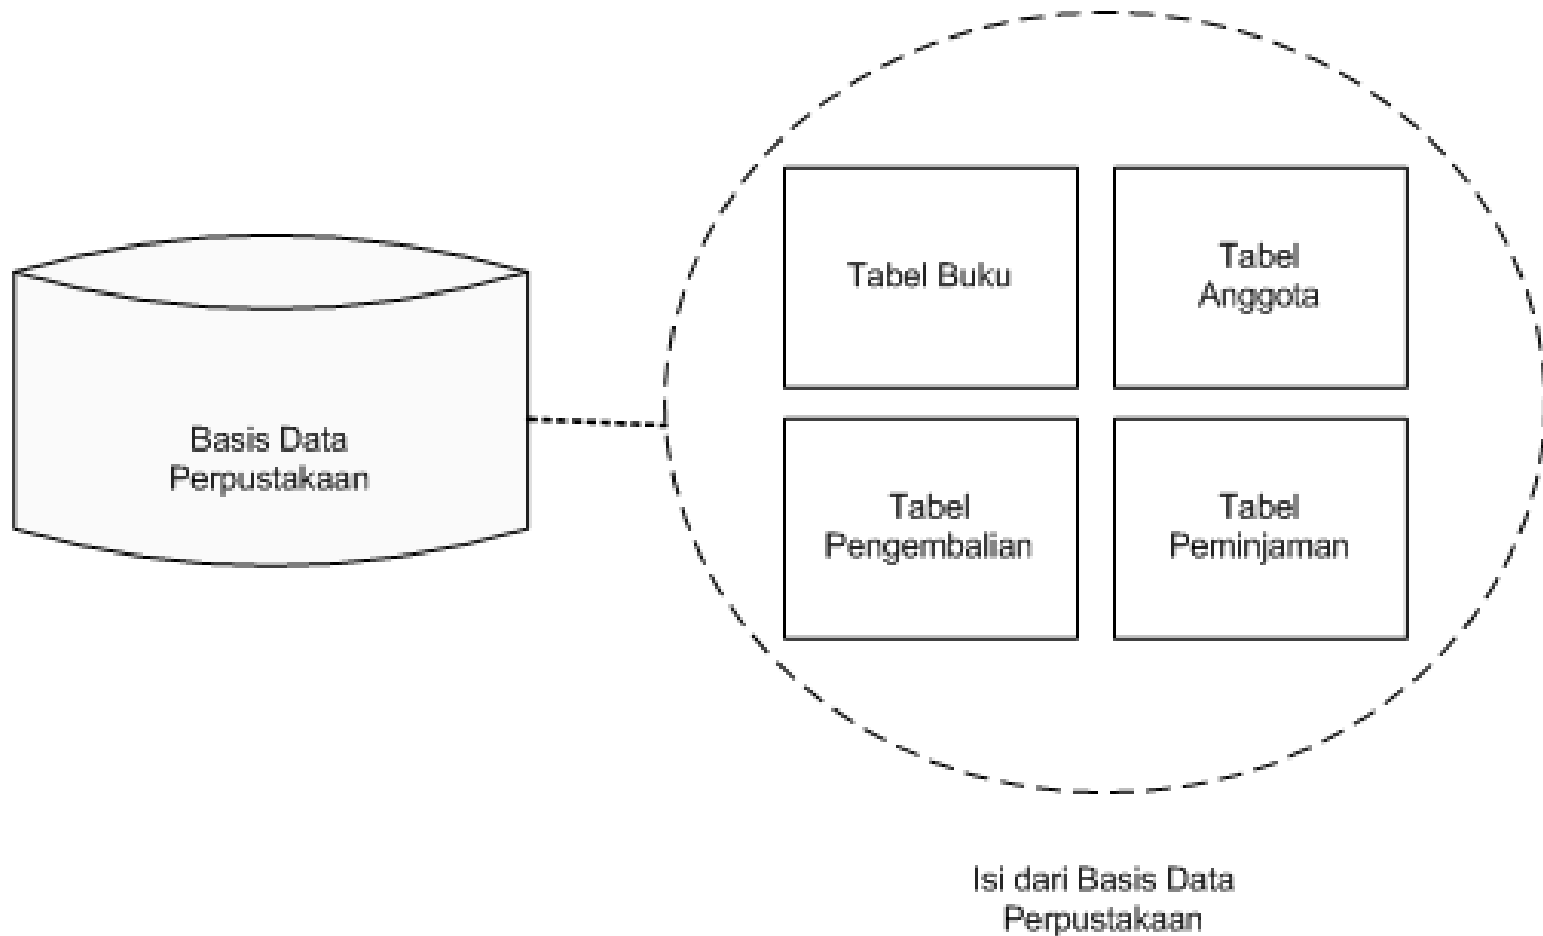 Tabel Buku
Tabel
Anggota
Basis Data
Perpustakaan
Tabel
Pengembalian
Tabel
Peminjaman
Isi dari Basis Data
Perpustakaan